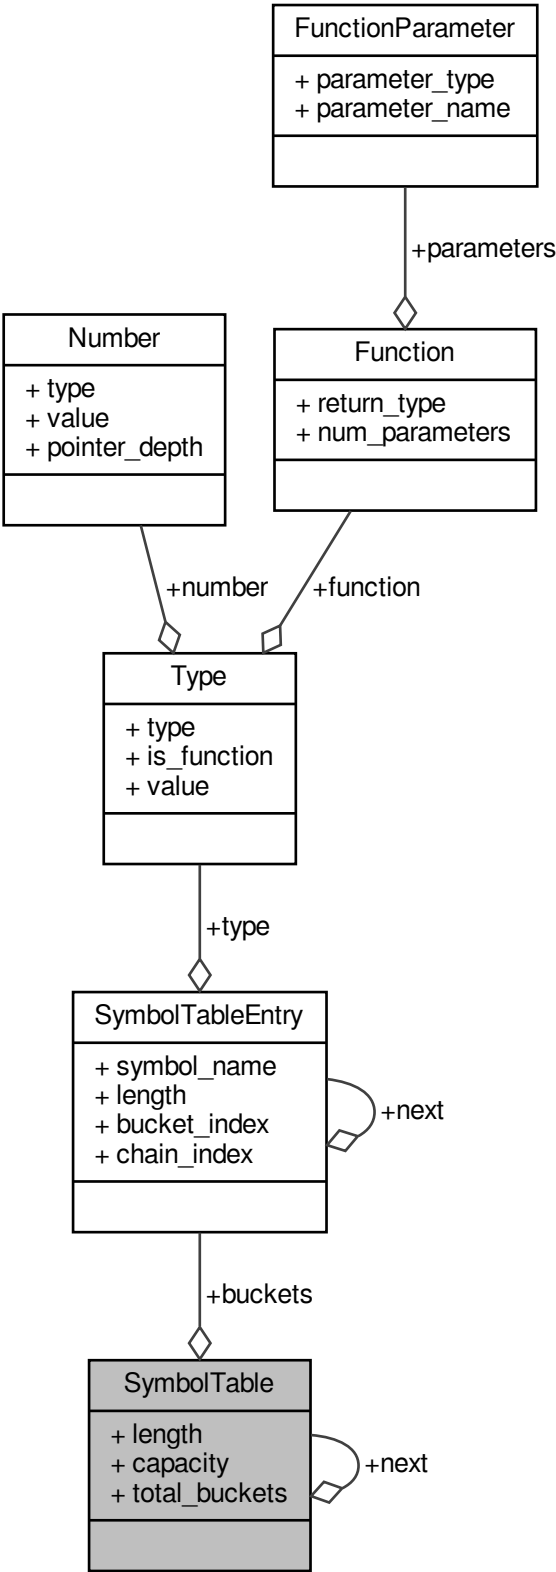 FunctionParameter
+ parameter_type
+ parameter_name
+parameters
Number
+ type
+ value
+ pointer_depth
Function
+ return_type
+ num_parameters
+number
+function
Type
+ type
+ is_function
+ value
+type
SymbolTableEntry
+ symbol_name
+ length
+ bucket_index
+ chain_index
+next
+buckets
SymbolTable
+ length
+ capacity
+ total_buckets
+next